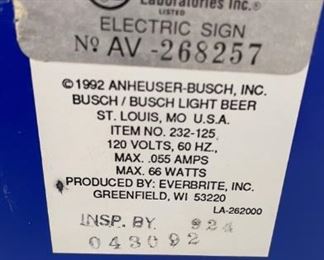 Laboratories Inc.®
LISTED
ELECTRIC SIGN
Nº AV-268257
©1992 ANHEUSER-BUSCH, INC.
BUSCH / BUSCH LIGHT BEER
ST. LOUIS, MO U.S.A.
ITEM NO. 232-125
120 VOLTS, 60 HZ.,
MAX. .055 AMPS
MAX. 66 WATTS
PRODUCED BY: EVERBRITE, INC.
GREENFIELD, WI 53220
LA-262000
INSP. BY. 924
043092